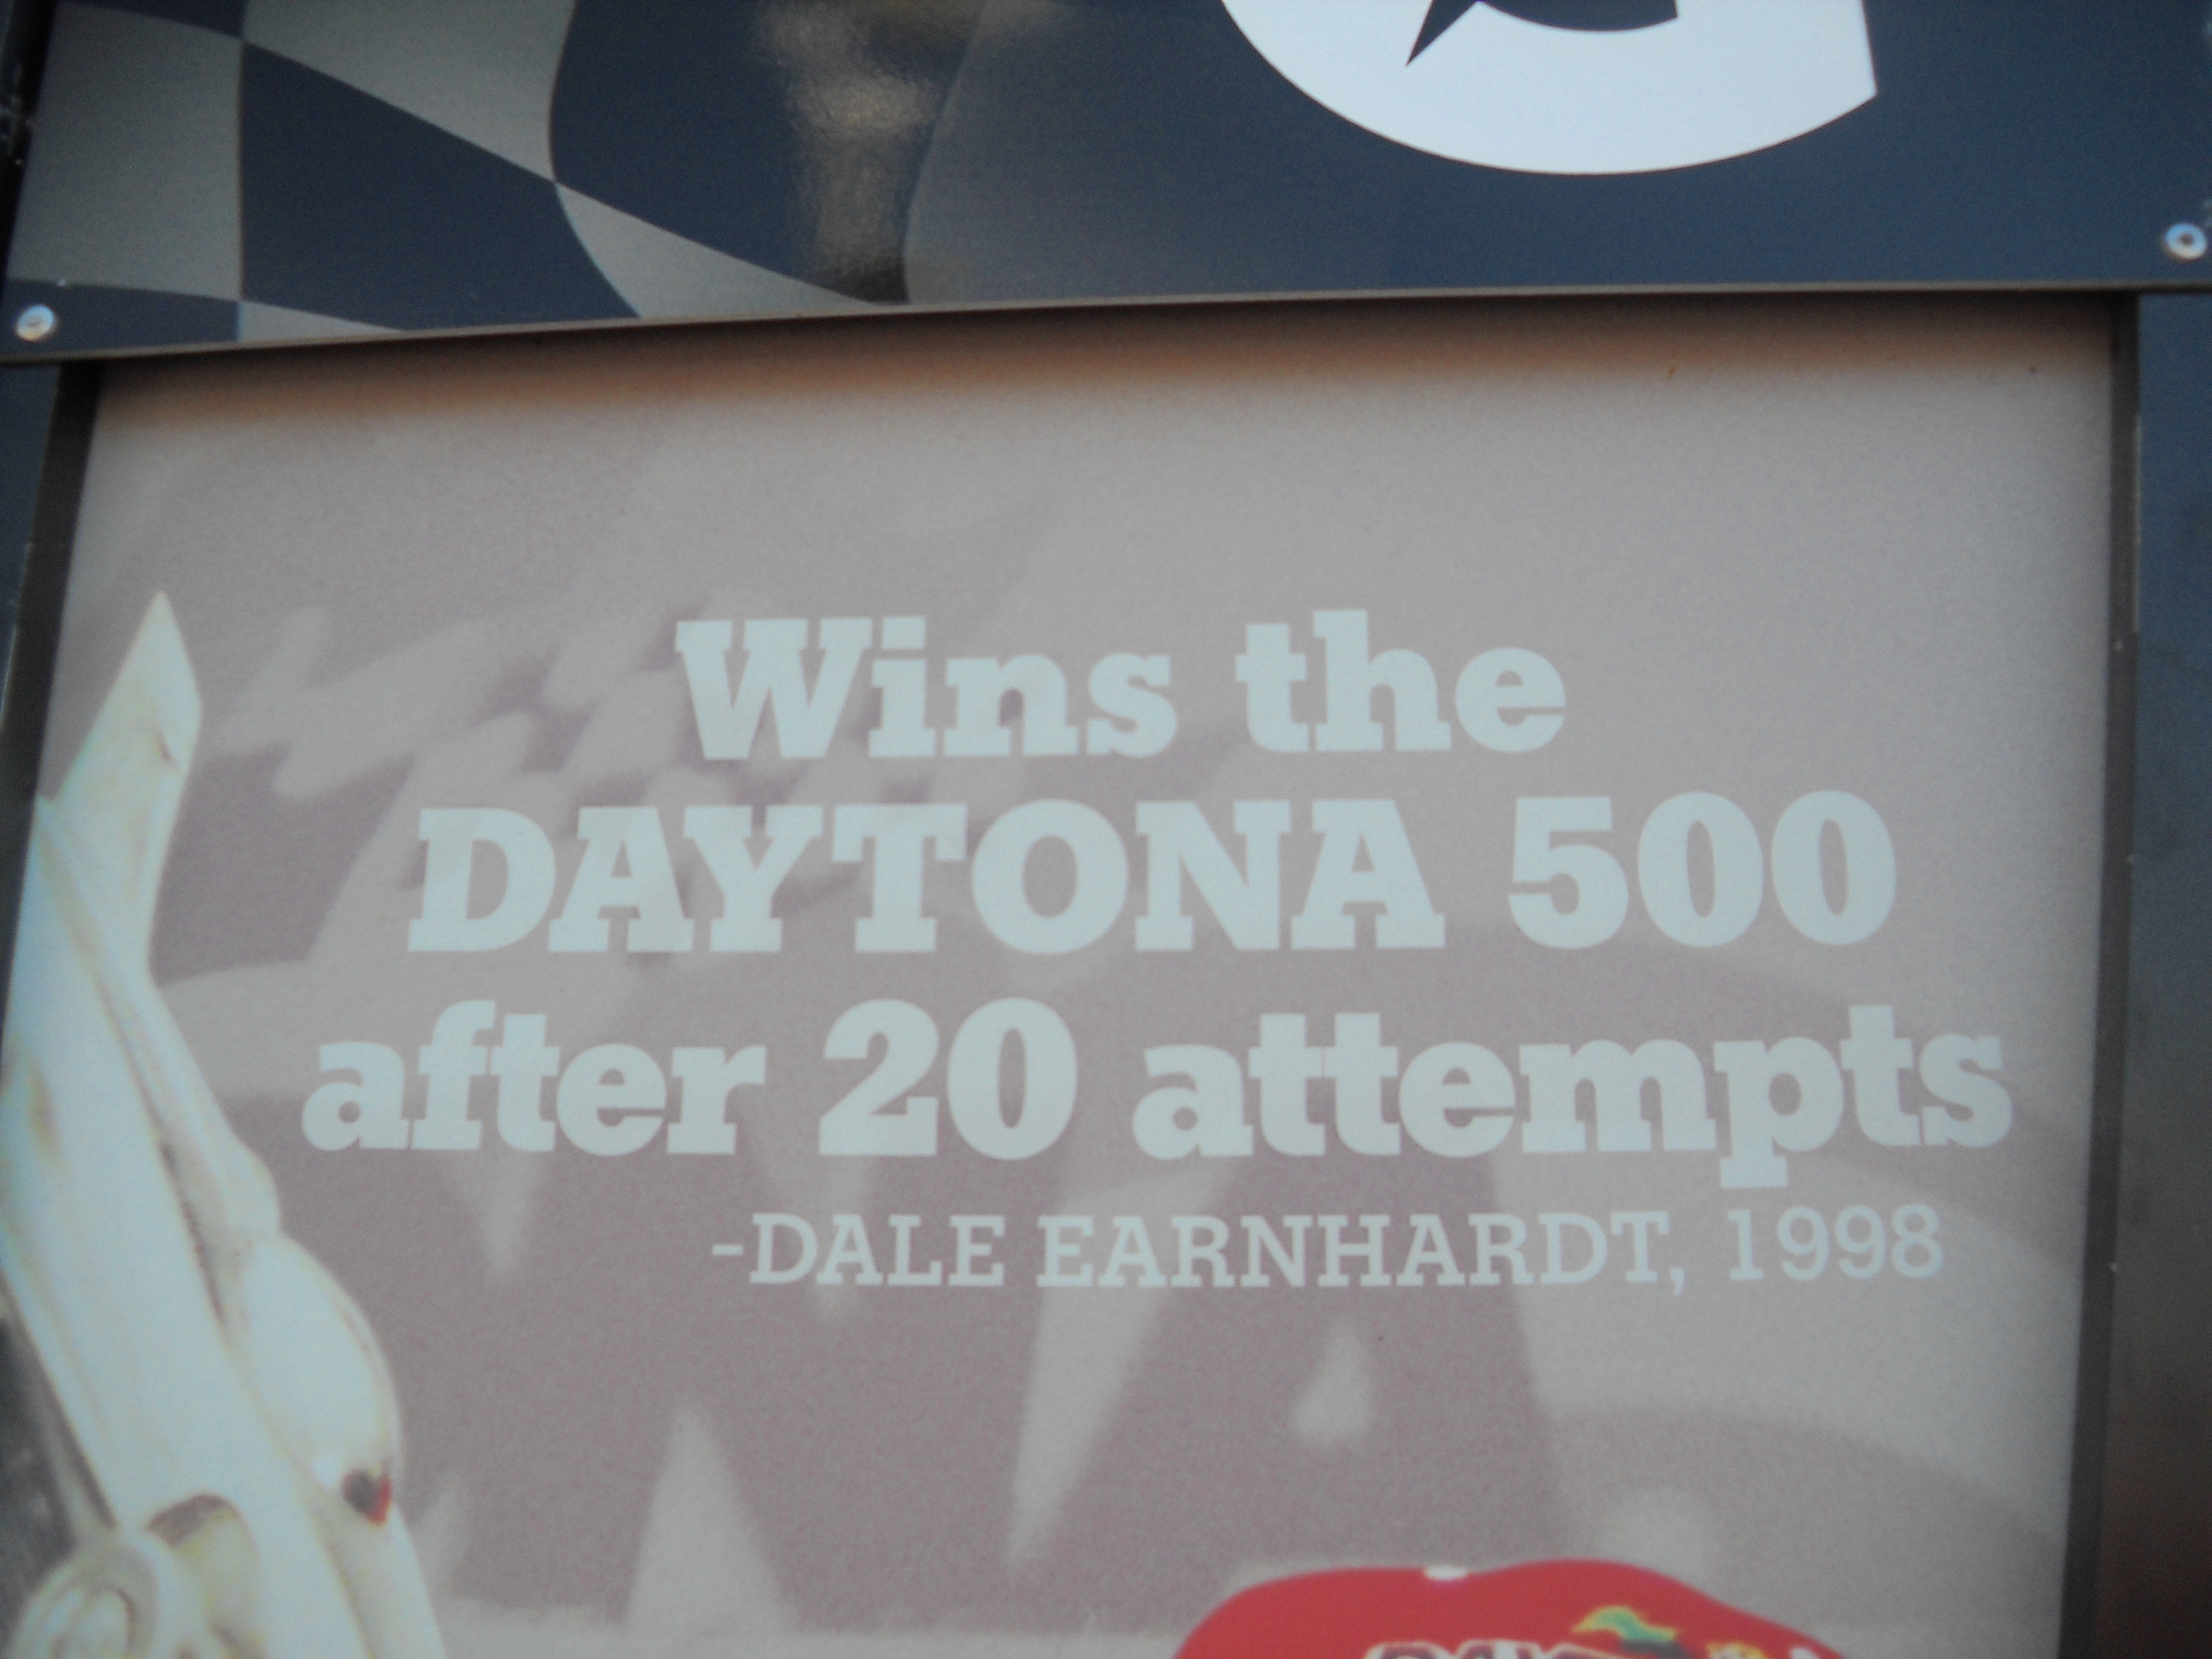 Wins the
DAYTONA 500
after 20 attempts
-DALE EARNHARDT, 1998